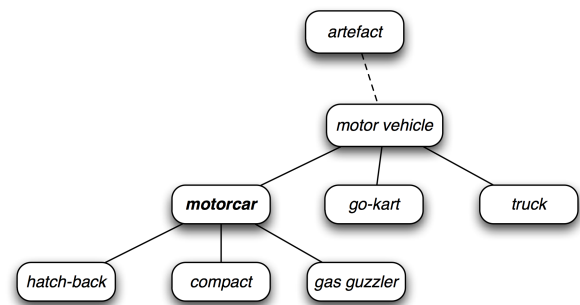 artefact
motor vehicle
motorcar
go-kart
truck
hatch-back
compact
gas guzzler